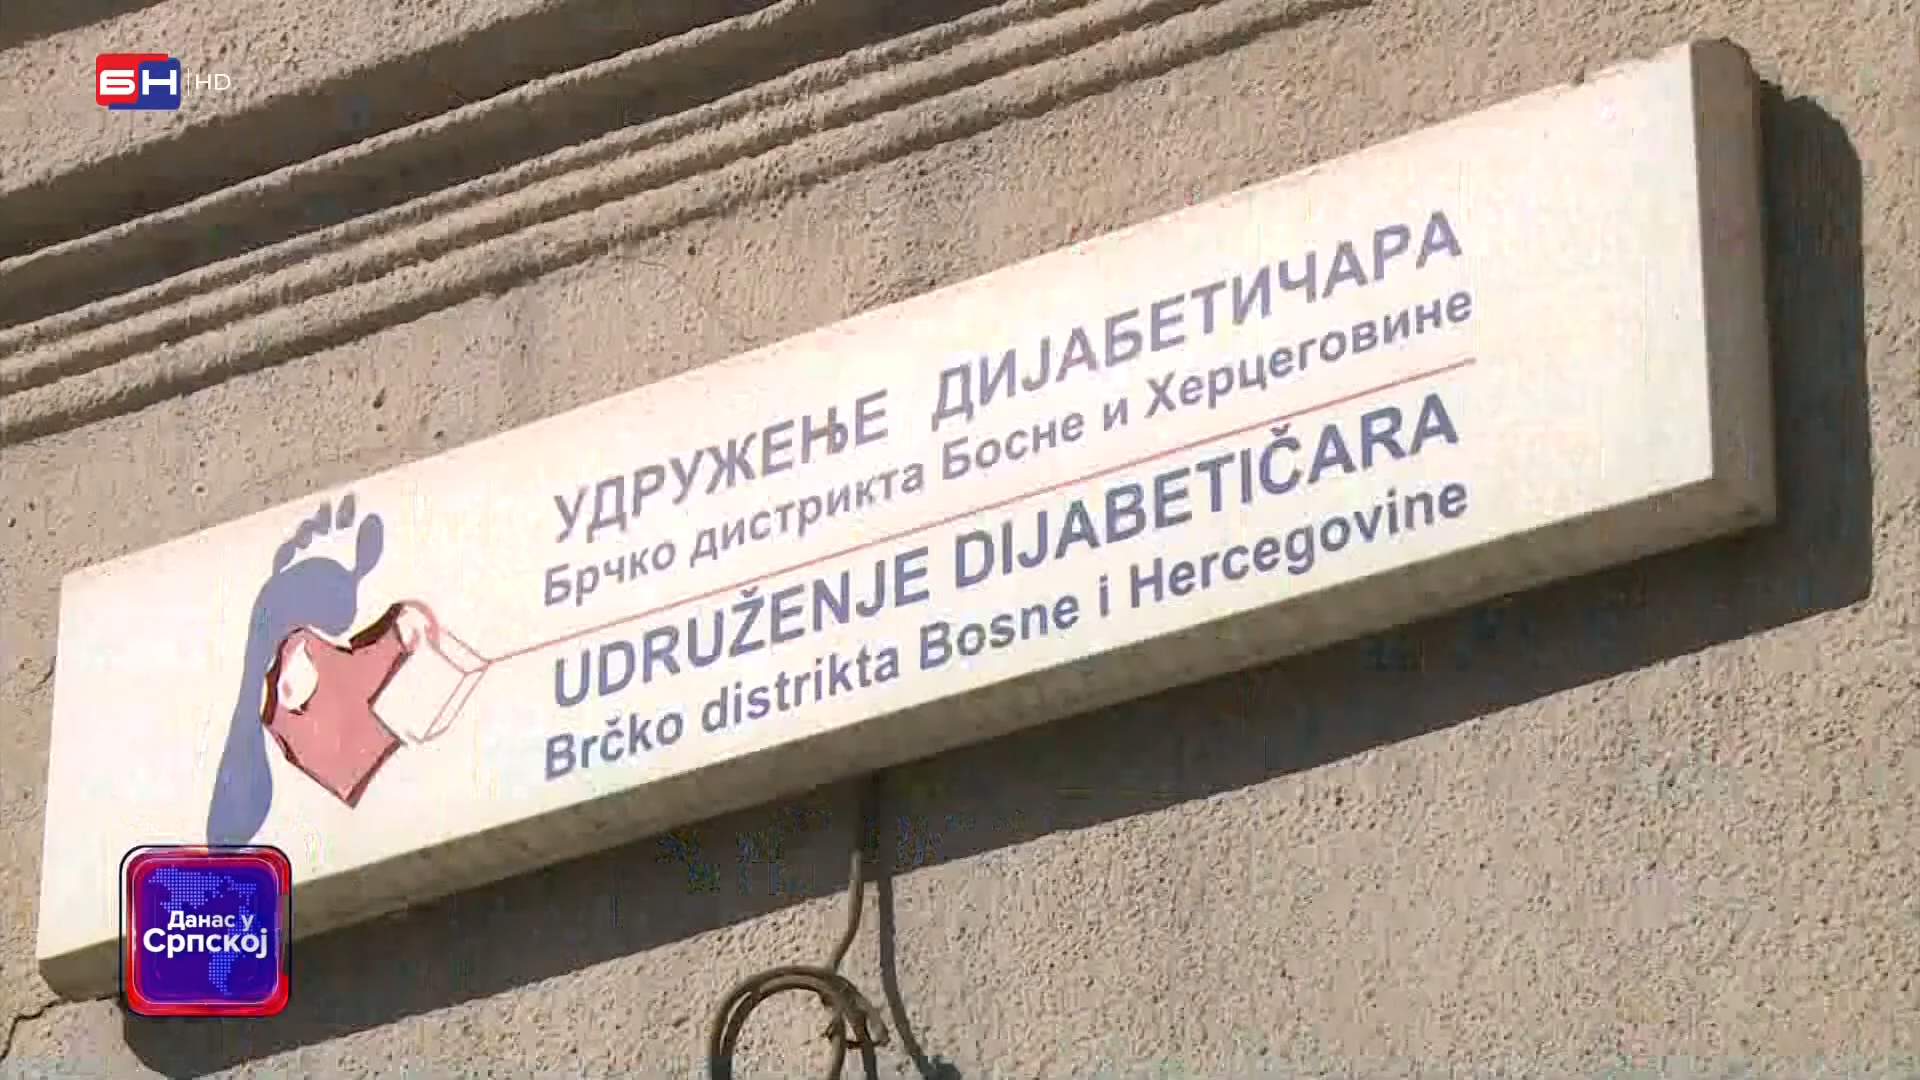 БН HD
УДРУЖЕЊЕ ДИЈАБЕТИЧАРА
Брчко дистрикта Босне и Херцеговине
UDRUŽENJE DIJABETIČARA
Brčko distrikta Bosne i Hercegovine
Данас у
Српској